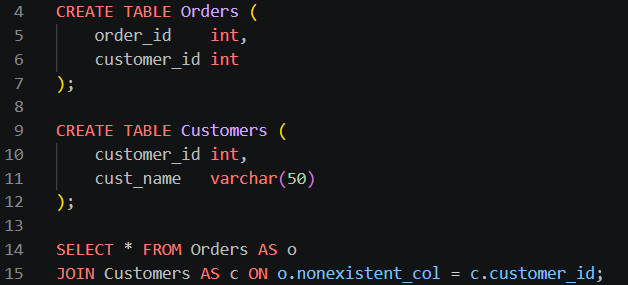 4 CREATE TABLE Orders (
5     order_id    int,
6     customer_id int
7 );
8
9 CREATE TABLE Customers (
10     customer_id int,
11     cust_name   varchar(50)
12 );
13
14 SELECT * FROM Orders AS o
15 JOIN Customers AS c ON o.nonexistent_col = c.customer_id;